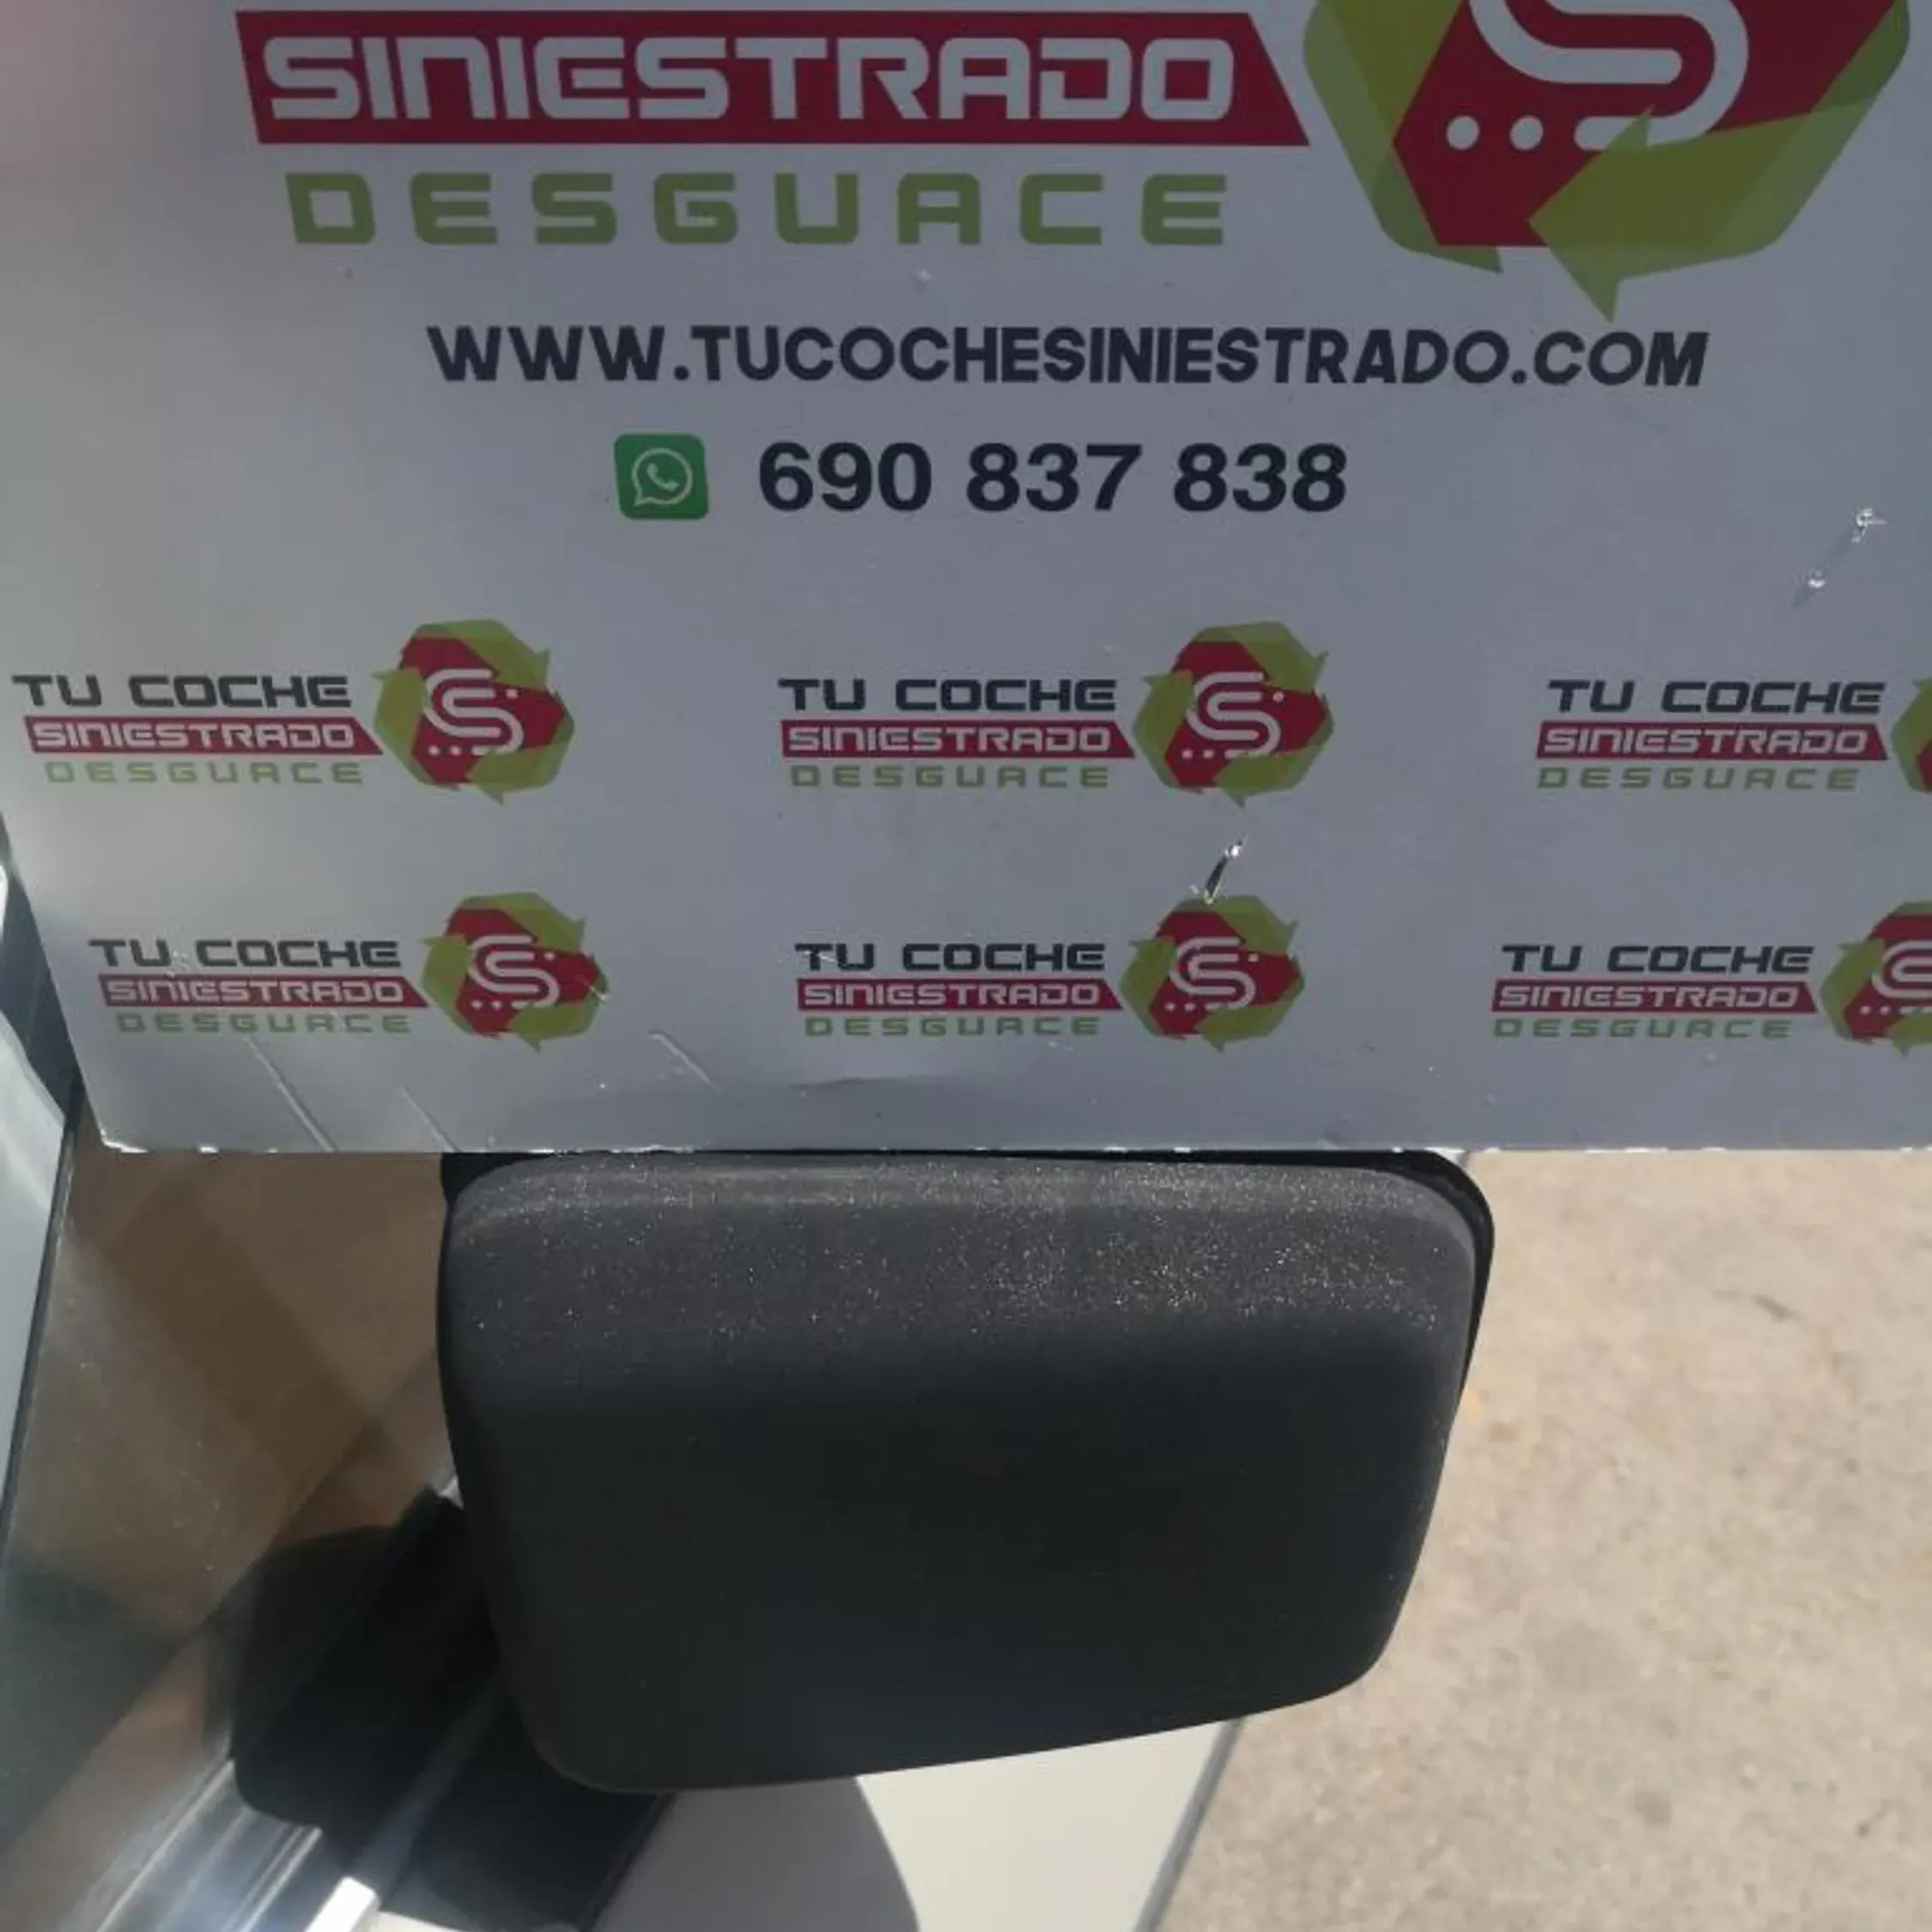 SINIESTRADO
DESGUACE
WWW.TUCOCHESINIESTRADO.COM
690 837 838
TU COCHE TU COCHE TU COCHE
SINIESTRADO SINIESTRADO SINIESTRADO
DESGUACE DESGUACE DESGUACE
TU COCHE TU COCHE TU COCHE
SINIESTRADO SINIESTRADO SINIESTRADO
DESGUACE DESGUACE DESGUACE